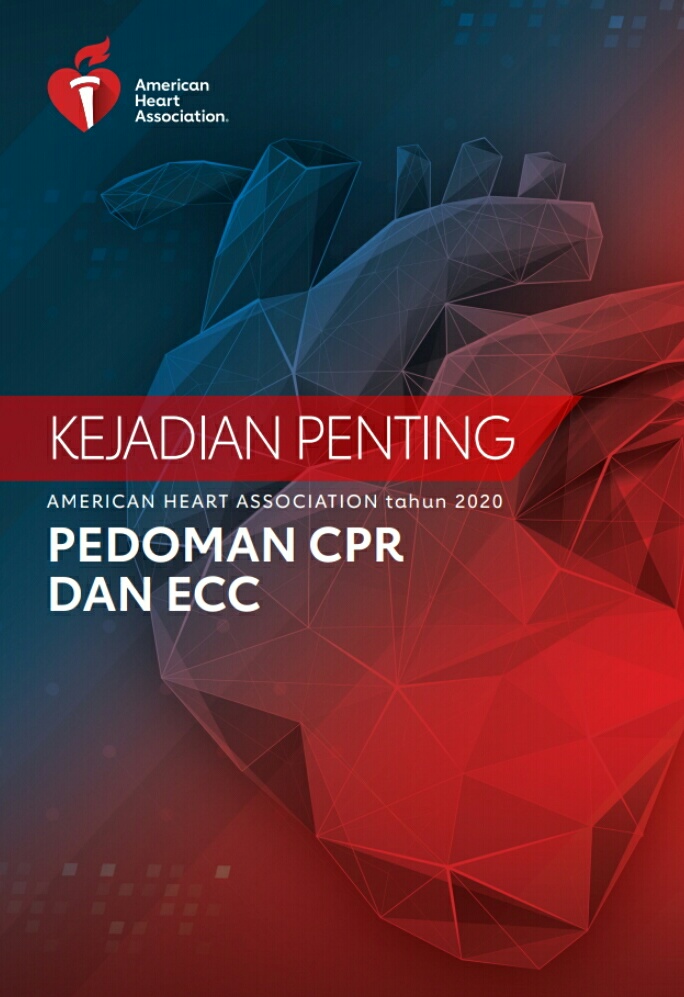 American
Heart
Association®
KEJADIAN PENTING
AMERICAN HEART ASSOCIATION tahun 2020
PEDOMAN CPR
DAN ECC